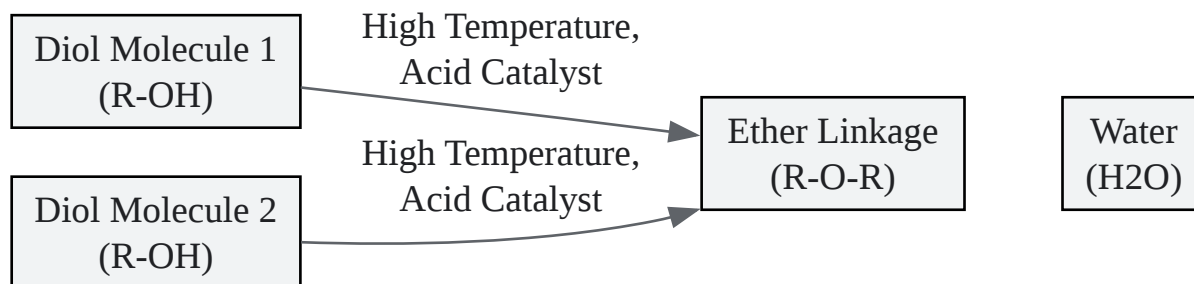 Diol Molecule 1
(R-OH)
High Temperature,
Acid Catalyst
High Temperature,
Acid Catalyst
Diol Molecule 2
(R-OH)
Ether Linkage
(R-O-R)
Water
(H2O)